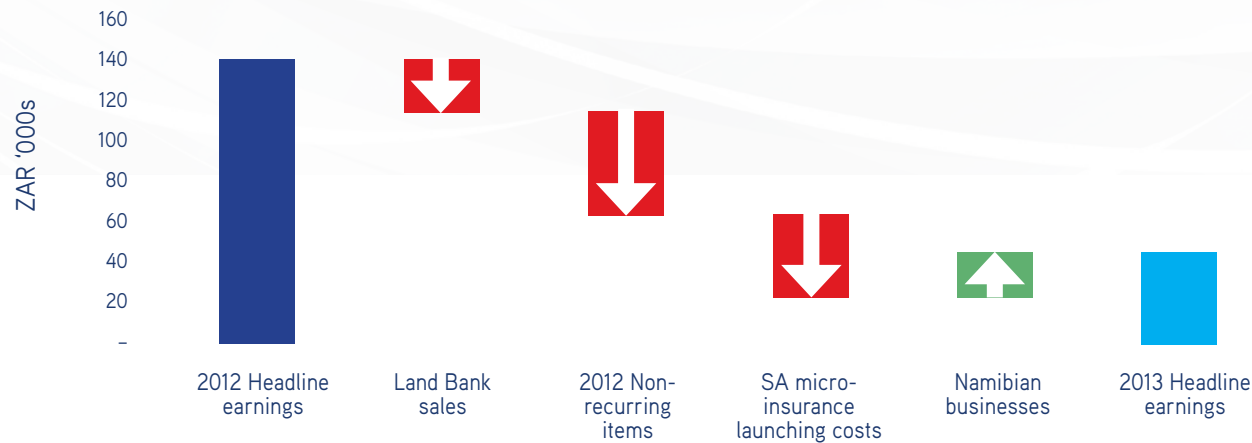 160
140
120
100
80
60
40
20
–
ZAR ‘000s
2012 Headline
earnings
Land Bank
sales
2012 Non-
recurring
items
SA micro-
insurance
launching costs
Namibian
businesses
2013 Headline
earnings